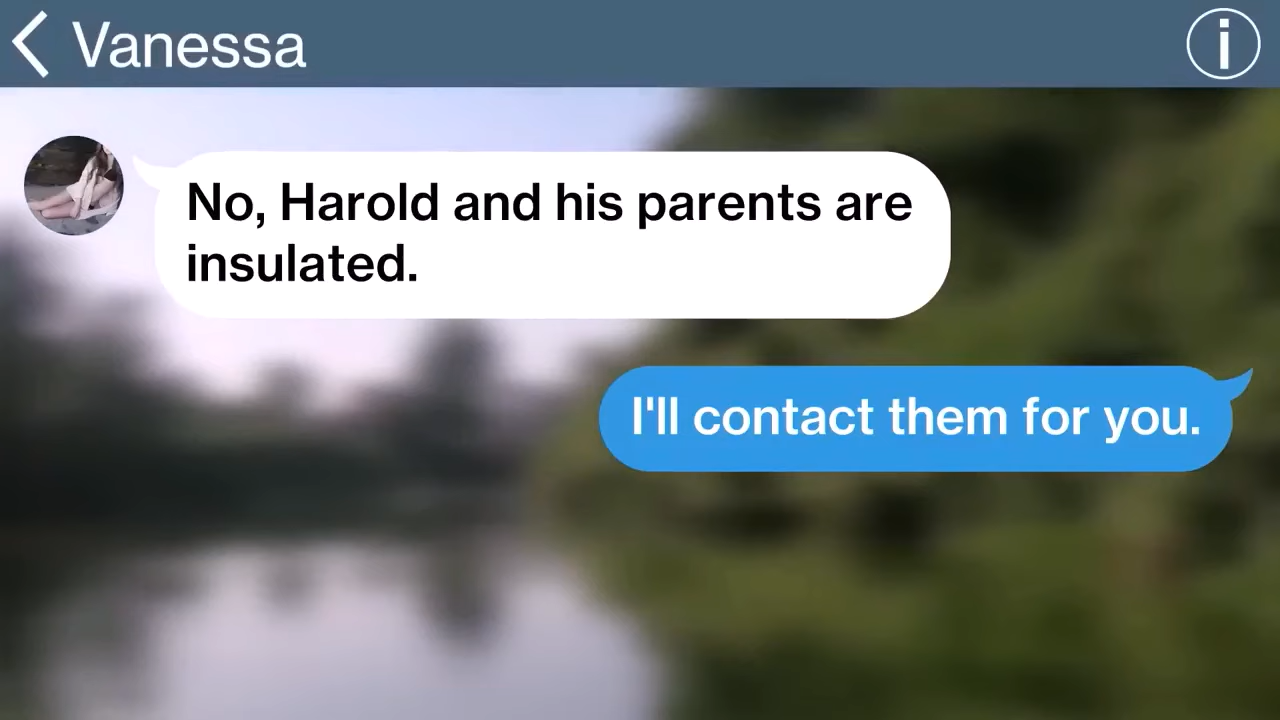 Vanessa
No, Harold and his parents are
insulated.
I'll contact them for you.